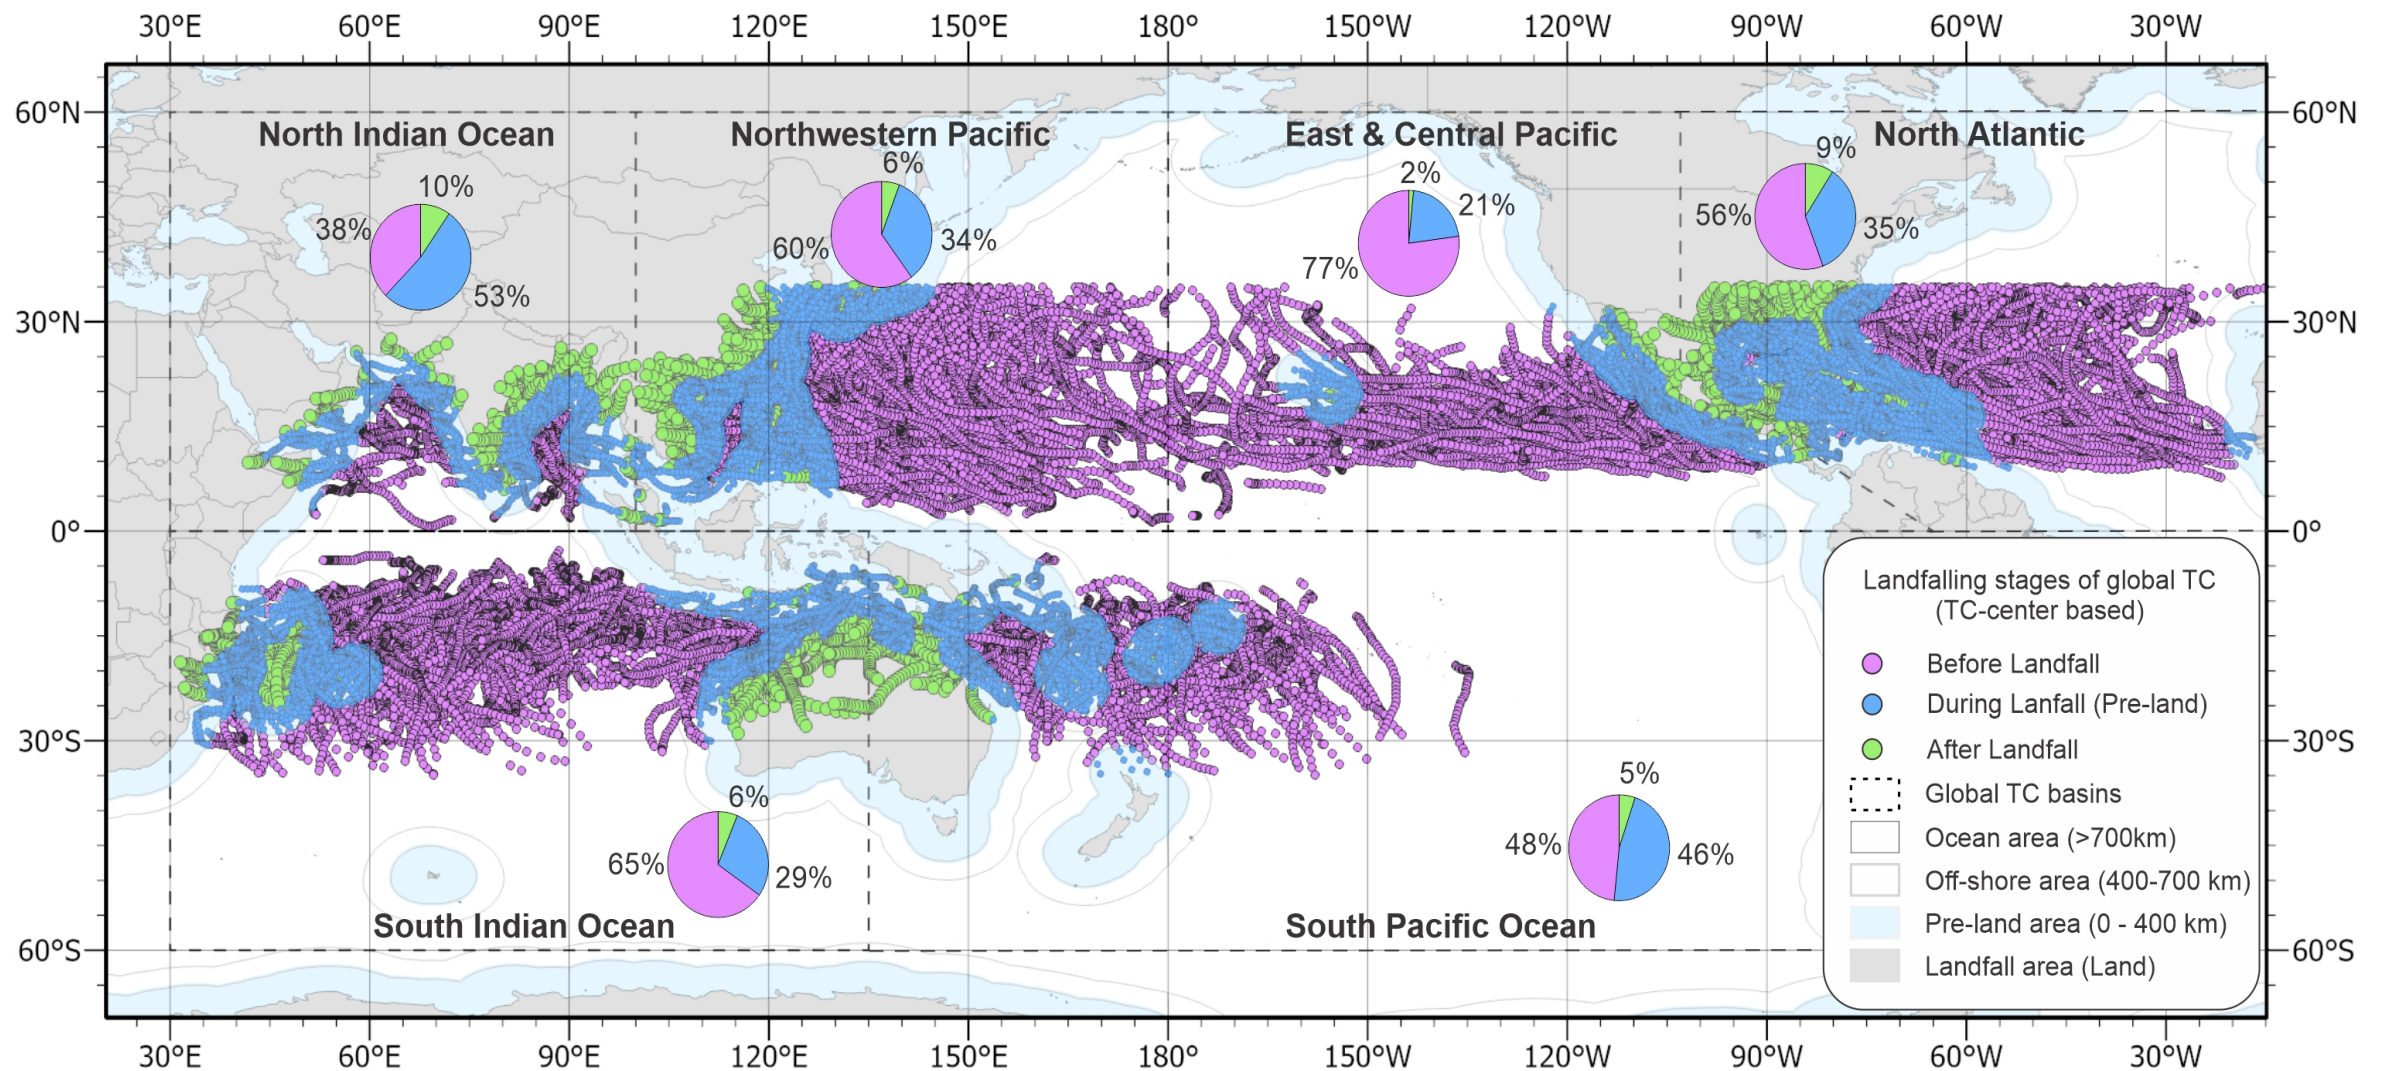 30°E 60°E 90°E 120°E 150°E 180° 150°W 120°W 90°W 60°W 30°W
60°N 60°N
North Indian Ocean Northwestern Pacific East & Central Pacific North Atlantic
6% 2% 9%
10% 21%
38% 60% 34% 56% 35%
53% 77%
30°N 30°N
0° 0°
Landfalling stages of global TC
(TC-center based)
Before Landfall
During Lanfall (Pre-land)
30°S 30°S
After Landfall
6% 5%
Global TC basins
Ocean area (>700km)
65% 29% 48% 46%
Off-shore area (400-700 km)
South Indian Ocean South Pacific Ocean
Pre-land area (0 - 400 km)
60°S 60°S
Landfall area (Land)
30°E 60°E 90°E 120°E 150°E 180° 150°W 120°W 90°W 60°W 30°W